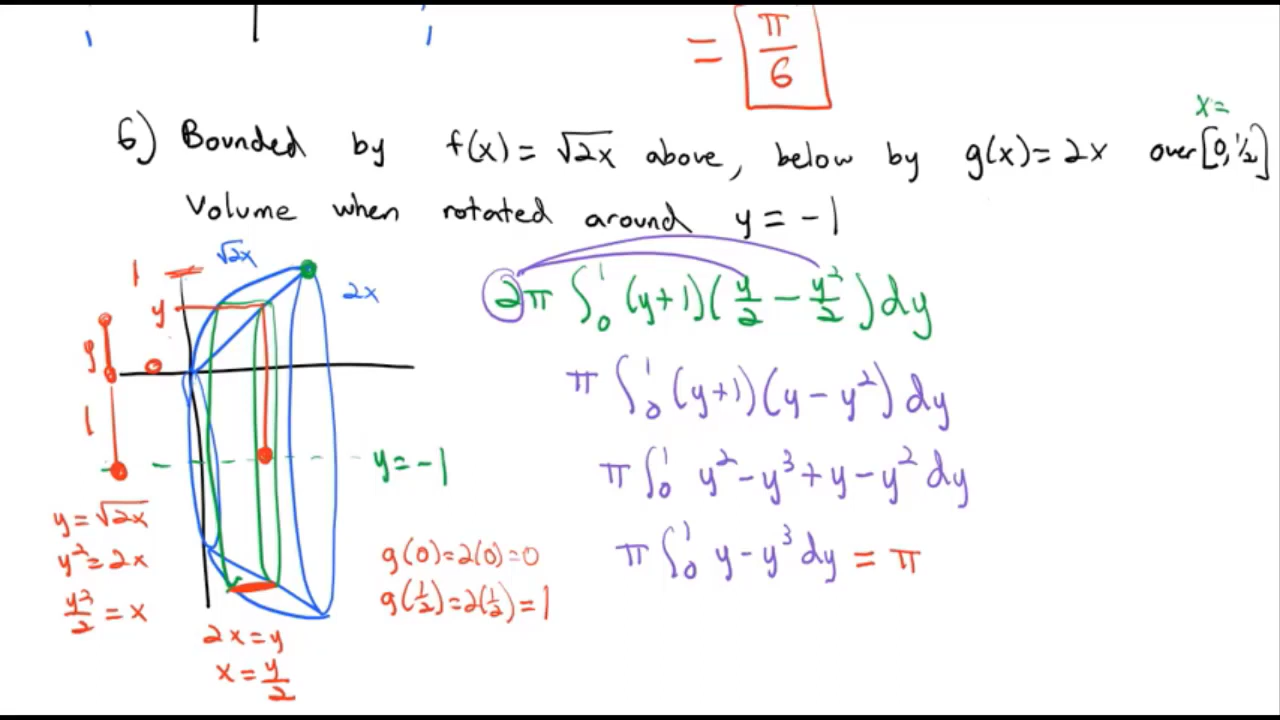 = π/6
x=
6) Bounded by f(x) = √2x above, below by g(x) = 2x over [0, 1/2]
Volume when rotated around y = -1
√2x
1
2x
y
y
1
y = -1
y = √2x
y² = 2x
y²/2 = x
2x = y
x = y/2
g(0)=2(0)=0
g(1/2)=2(1/2)=1
2π ∫₀¹ (y+1)(y/2 - y²/2) dy
π ∫₀¹ (y+1)(y - y²) dy
π ∫₀¹ y² - y³ + y - y² dy
π ∫₀¹ y - y³ dy = π